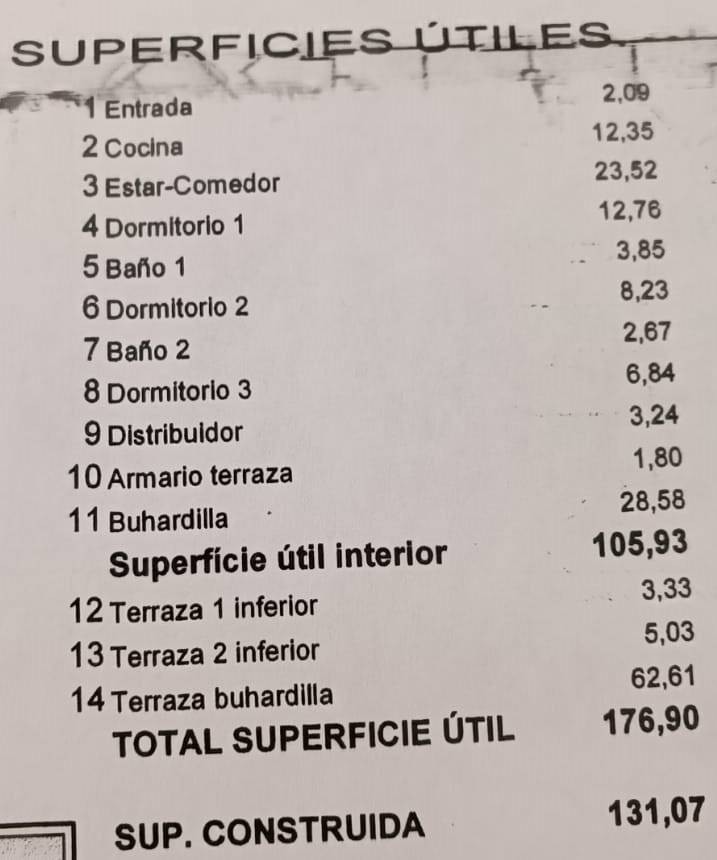 SUPERFICIES ÚTILES
1 Entrada 2,09
2 Cocina 12,35
3 Estar-Comedor 23,52
4 Dormitorio 1 12,76
5 Baño 1 3,85
6 Dormitorio 2 8,23
7 Baño 2 2,67
8 Dormitorio 3 6,84
9 Distribuidor 3,24
10 Armario terraza 1,80
11 Buhardilla 28,58
Superfície útil interior 105,93
12 Terraza 1 inferior 3,33
13 Terraza 2 inferior 5,03
14 Terraza buhardilla 62,61
TOTAL SUPERFICIE ÚTIL 176,90
SUP. CONSTRUIDA 131,07